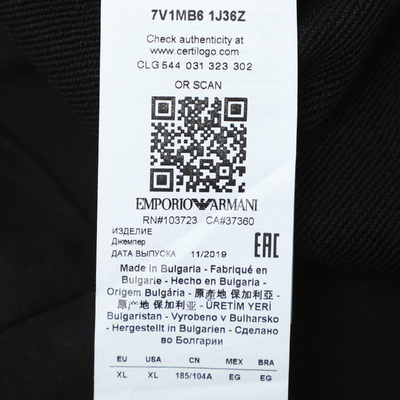 7V1MB6 1J36Z
Check authenticity at
www.certilogo.com
CLG 544 031 323 302
OR SCAN
EMPORIO ARMANI
RN#103723 CA#37360
ИЗДЕЛИЕ
Джемпер
ДАТА ВЫПУСКА 11/2019
EAC
Made In Bulgaria - Fabriqué en
Bulgarie - Hecho en Bulgaria -
Origem Bulgária - 原產地 保加利亞 -
原产地 保加利亚 - ÜRETİM YERİ
Bulgaristan - Vyrobeno v Bulharsko
- Hergestellt in Bulgarien - Сделано
во Болгарии
EU USA CN MEX BRA
XL XL 185/104A EG EG